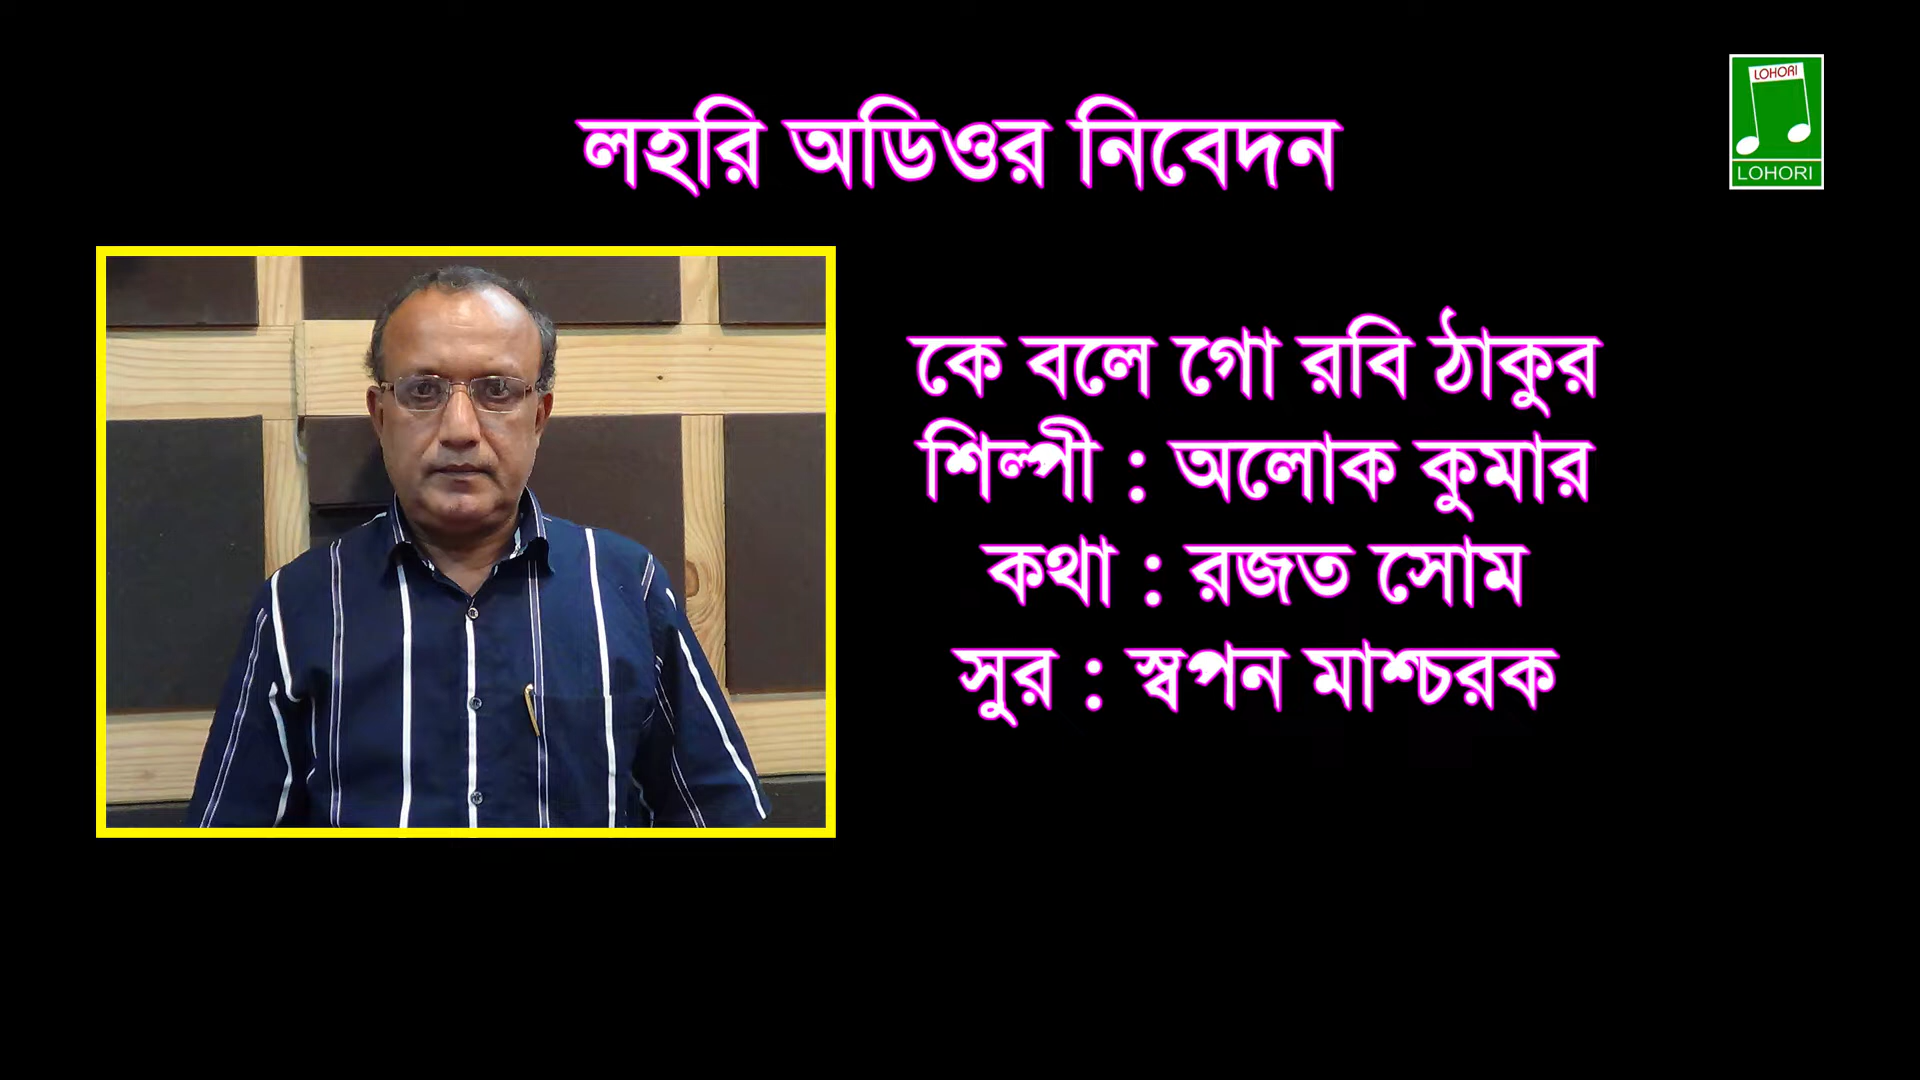 লহরি অডিওর নিবেদন
LOHORI
LOHORI
কে বলে গো রবি ঠাকুর
শিল্পী : অলোক কুমার
কথা : রজত সোম
সুর : স্বপন মাশ্চরক